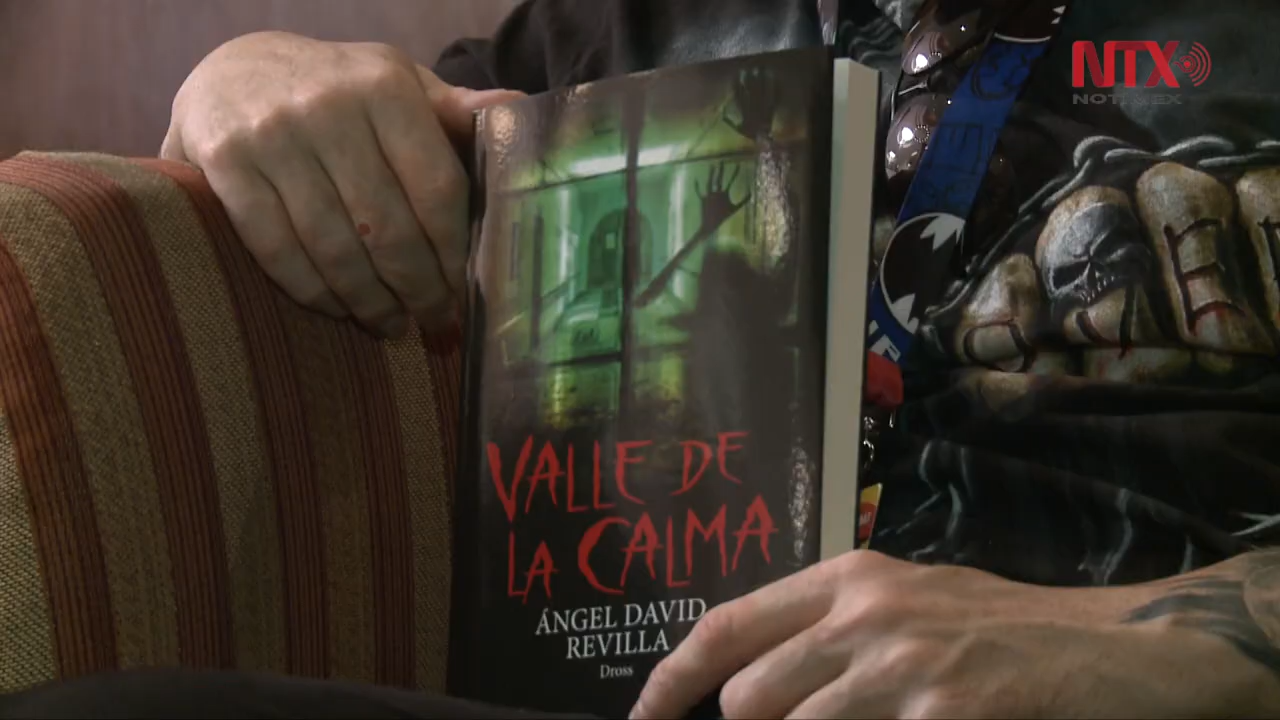 NTX
NOTIMEX
VALLE DE
LA CALMA
ÁNGEL DAVID
REVILLA
Dross